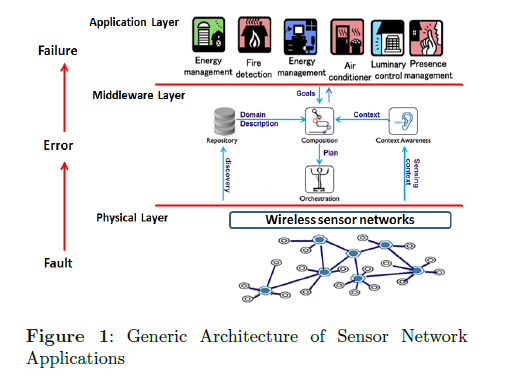 Application Layer
Failure
Energy management
Fire detection
Energy management
Air conditioner
Luminary control
Presence management
Middleware Layer
Goals
Domain Description
Context
Repository
Composition
Context Awareness
Error
Plan
discovery
Sensing context
Orchestration
Physical Layer
Wireless sensor networks
Fault
Figure 1: Generic Architecture of Sensor Network
Applications